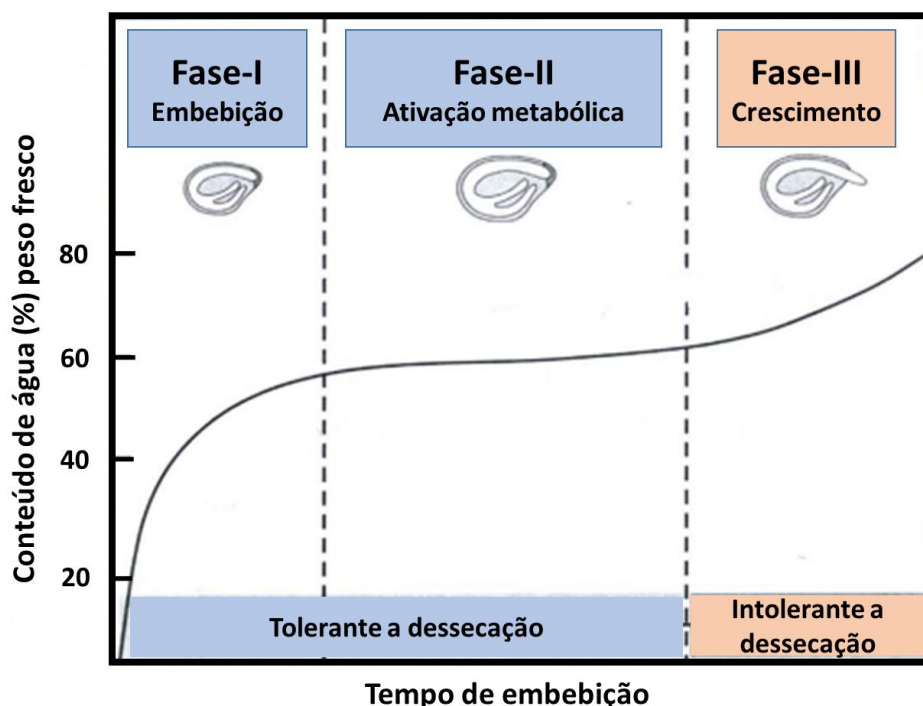 Fase-I
Embebição
Fase-II
Ativação metabólica
Fase-III
Crescimento
Conteúdo de água (%) peso fresco
80
60
40
20
Tolerante a dessecação
Intolerante a
dessecação
Tempo de embebição